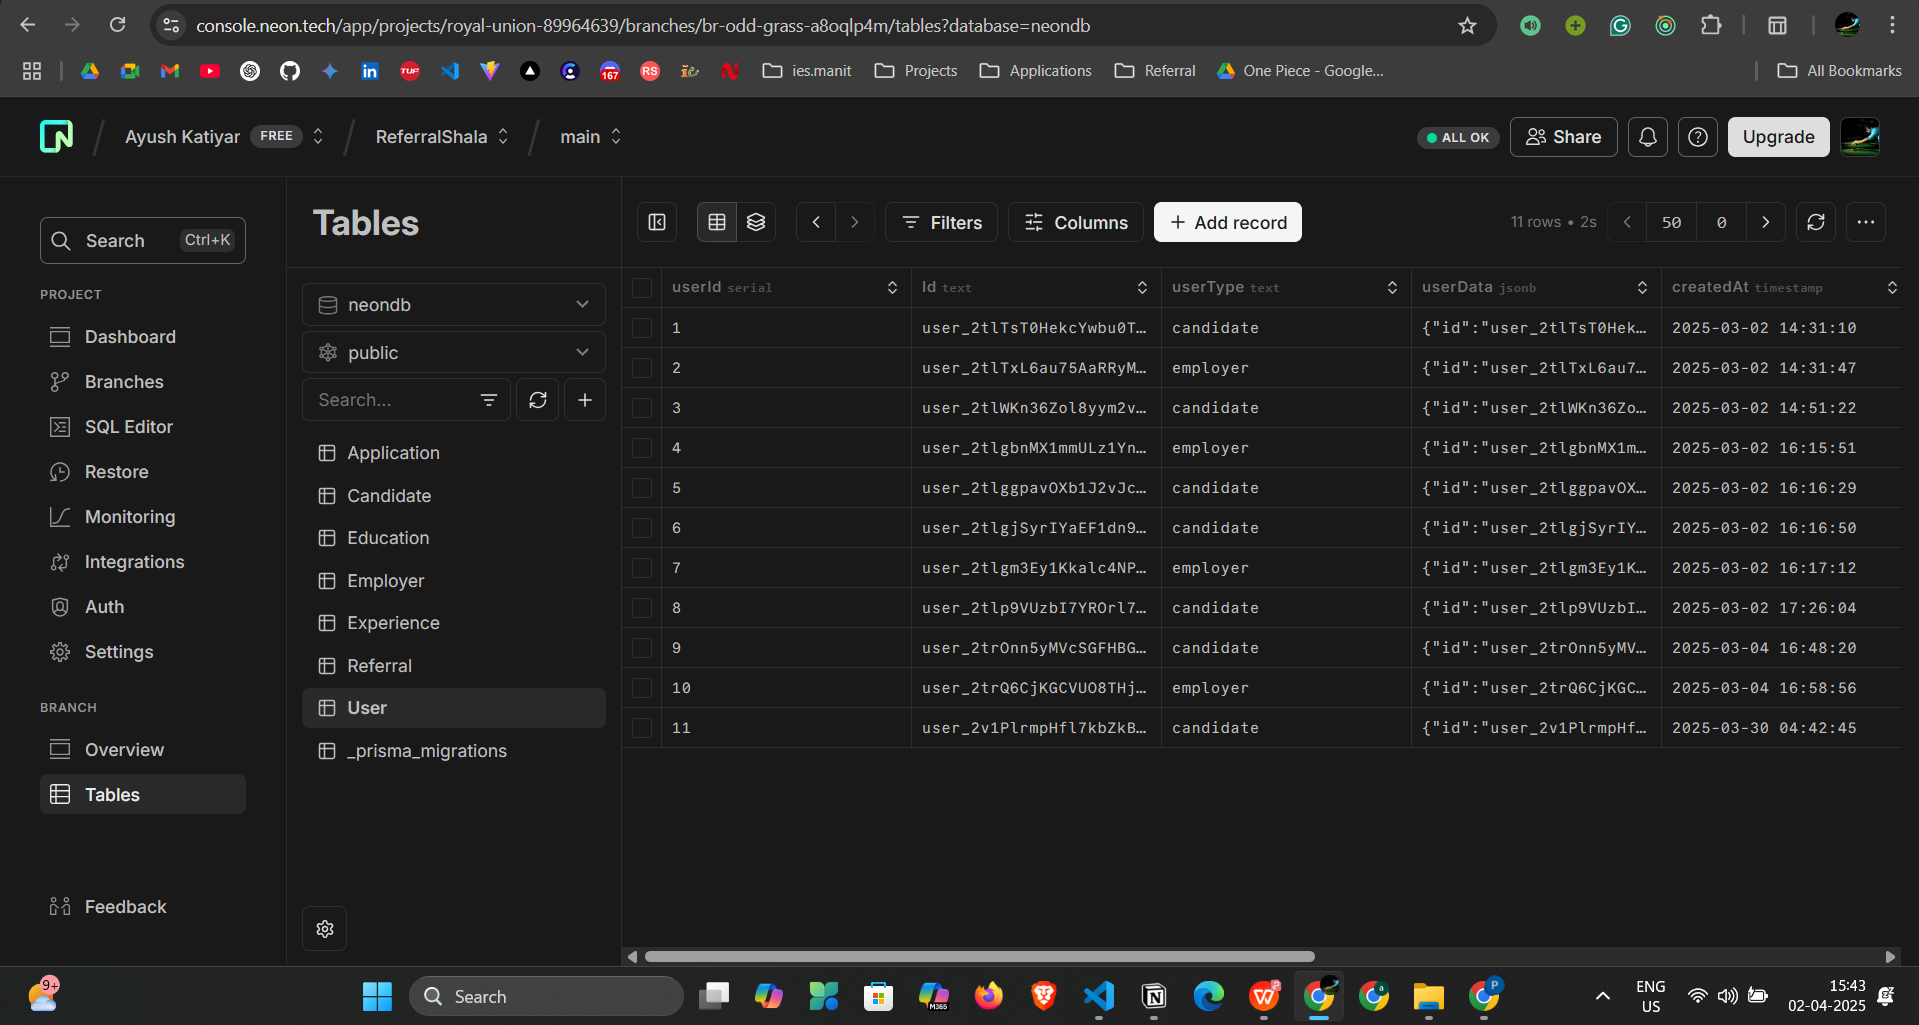 console.neon.tech/app/projects/royal-union-89964639/branches/br-odd-grass-a8oqlp4m/tables?database=neondb
TUF
167
RS
ies.manit
Projects
Applications
Referral
One Piece - Google...
All Bookmarks
Ayush Katiyar FREE
ReferralShala
main
ALL OK
Share
Upgrade
Search Ctrl+K
PROJECT
Dashboard
Branches
SQL Editor
Restore
Monitoring
Integrations
Auth
Settings
BRANCH
Overview
Tables
Feedback
Tables
neondb
public
Search...
Application
Candidate
Education
Employer
Experience
Referral
User
_prisma_migrations
Filters
Columns
+ Add record
11 rows • 2s
50
0
userId serial Id text userType text userData jsonb createdAt timestamp
1 user_2tlTsT0HekcYwbu0T… candidate {"id":"user_2tlTsT0Hek… 2025-03-02 14:31:10
2 user_2tlTxL6au75AaRRyM… employer {"id":"user_2tlTxL6au7… 2025-03-02 14:31:47
3 user_2tlWKn36Zol8yym2v… candidate {"id":"user_2tlWKn36Zo… 2025-03-02 14:51:22
4 user_2tlgbnMX1mmULz1Yn… employer {"id":"user_2tlgbnMX1m… 2025-03-02 16:15:51
5 user_2tlggpavOXb1J2vJc… candidate {"id":"user_2tlggpavOX… 2025-03-02 16:16:29
6 user_2tlgjSyrIYaEF1dn9… candidate {"id":"user_2tlgjSyrIY… 2025-03-02 16:16:50
7 user_2tlgm3Ey1Kkalc4NP… employer {"id":"user_2tlgm3Ey1K… 2025-03-02 16:17:12
8 user_2tlp9VUzbI7YROrl7… candidate {"id":"user_2tlp9VUzbI… 2025-03-02 17:26:04
9 user_2trOnn5yMVcSGFHBG… candidate {"id":"user_2trOnn5yMV… 2025-03-04 16:48:20
10 user_2trQ6CjKGCVUO8THj… employer {"id":"user_2trQ6CjKGC… 2025-03-04 16:58:56
11 user_2v1PlrmpHfl7kbZkB… candidate {"id":"user_2v1PlrmpHf… 2025-03-30 04:42:45
9+
Search
M365
ENG
US
15:43
02-04-2025